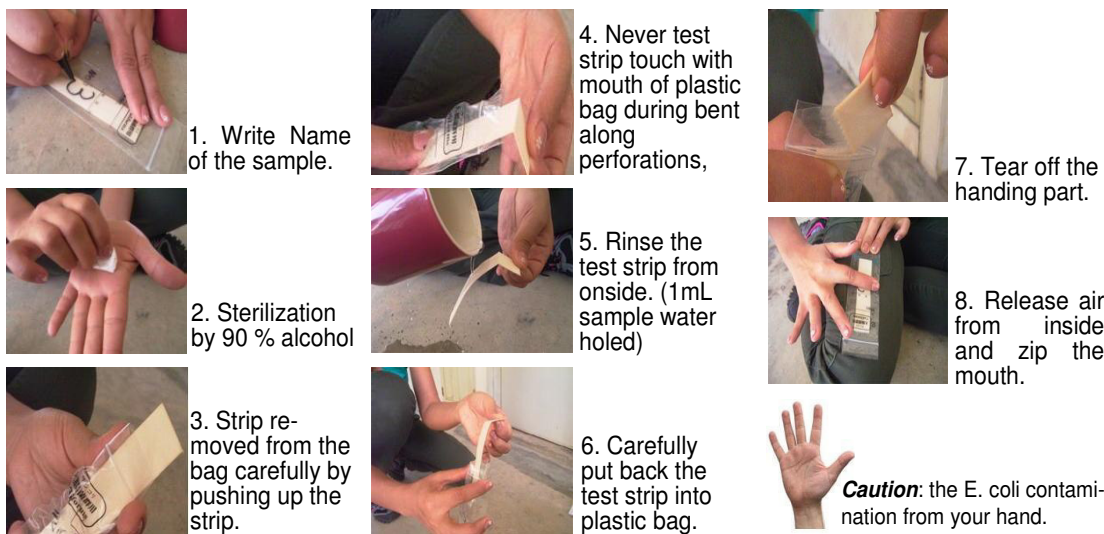 1. Write Name
of the sample.
2. Sterilization
by 90 % alcohol
3. Strip re-
moved from the
bag carefully by
pushing up the
strip.
4. Never test
strip touch with
mouth of plastic
bag during bent
along
perforations,
5. Rinse the
test strip from
onside. (1mL
sample water
holed)
6. Carefully
put back the
test strip into
plastic bag.
7. Tear off the
handing part.
8. Release air
from inside
and zip the
mouth.
Caution: the E. coli contami-
nation from your hand.